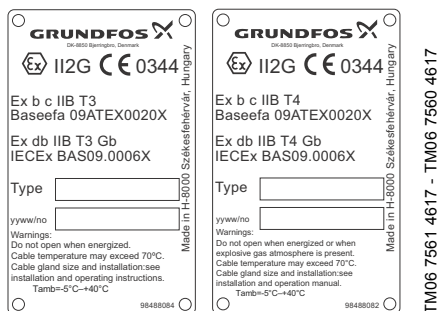 GRUNDFOS
DK-8850 Bjerringbro, Denmark
Ex II2G CE 0344
Ex b c IIB T3
Baseefa 09ATEX0020X
Ex db IIB T3 Gb
IECEx BAS09.0006X
Type
yyww/no
Warnings:
Do not open when energized.
Cable temperature may exceed 70ºC.
Cable gland size and installation:see
installation and operating instructions.
Tamb=-5°C–+40°C
98488084
Made in H-8000 Székesfehérvár, Hungary
GRUNDFOS
DK-8850 Bjerringbro, Denmark
Ex II2G CE 0344
Ex b c IIB T4
Baseefa 09ATEX0020X
Ex db IIB T4 Gb
IECEx BAS09.0006X
Type
yyww/no
Warnings:
Do not open when energized or when
explosive gas atmosphere is present.
Cable temperature may exceed 70°C.
Cable gland size and installation:see
installation and operation manual.
Tamb=-5°C–+40°C
98488082
Made in H-8000 Székesfehérvár, Hungary
TM06 7561 4617 - TM06 7560 4617